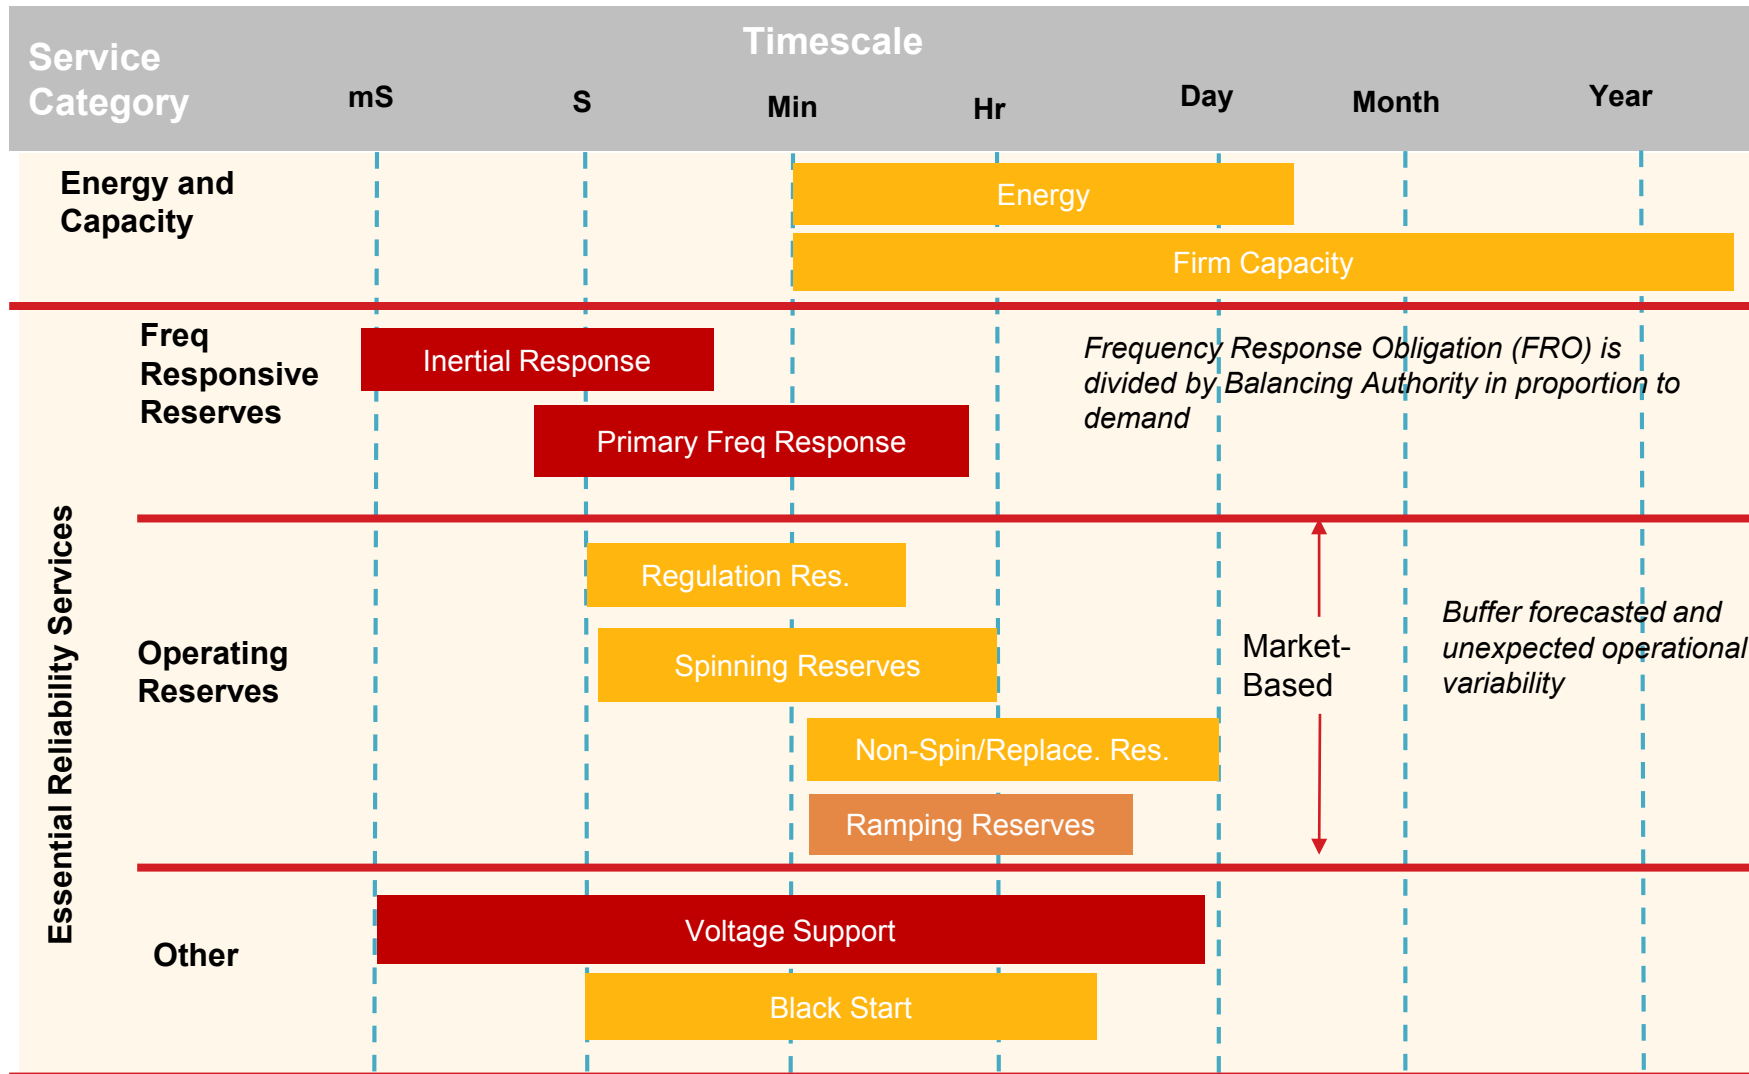 Service
Category
Timescale
mS
S
Min
Hr
Day
Month
Year
Energy and
Capacity
Energy
Firm Capacity
Essential Reliability Services
Freq
Responsive
Reserves
Inertial Response
Primary Freq Response
Frequency Response Obligation (FRO) is
divided by Balancing Authority in proportion to
demand
Operating
Reserves
Regulation Res.
Spinning Reserves
Non-Spin/Replace. Res.
Ramping Reserves
Market-
Based
Buffer forecasted and
unexpected operational
variability
Other
Voltage Support
Black Start